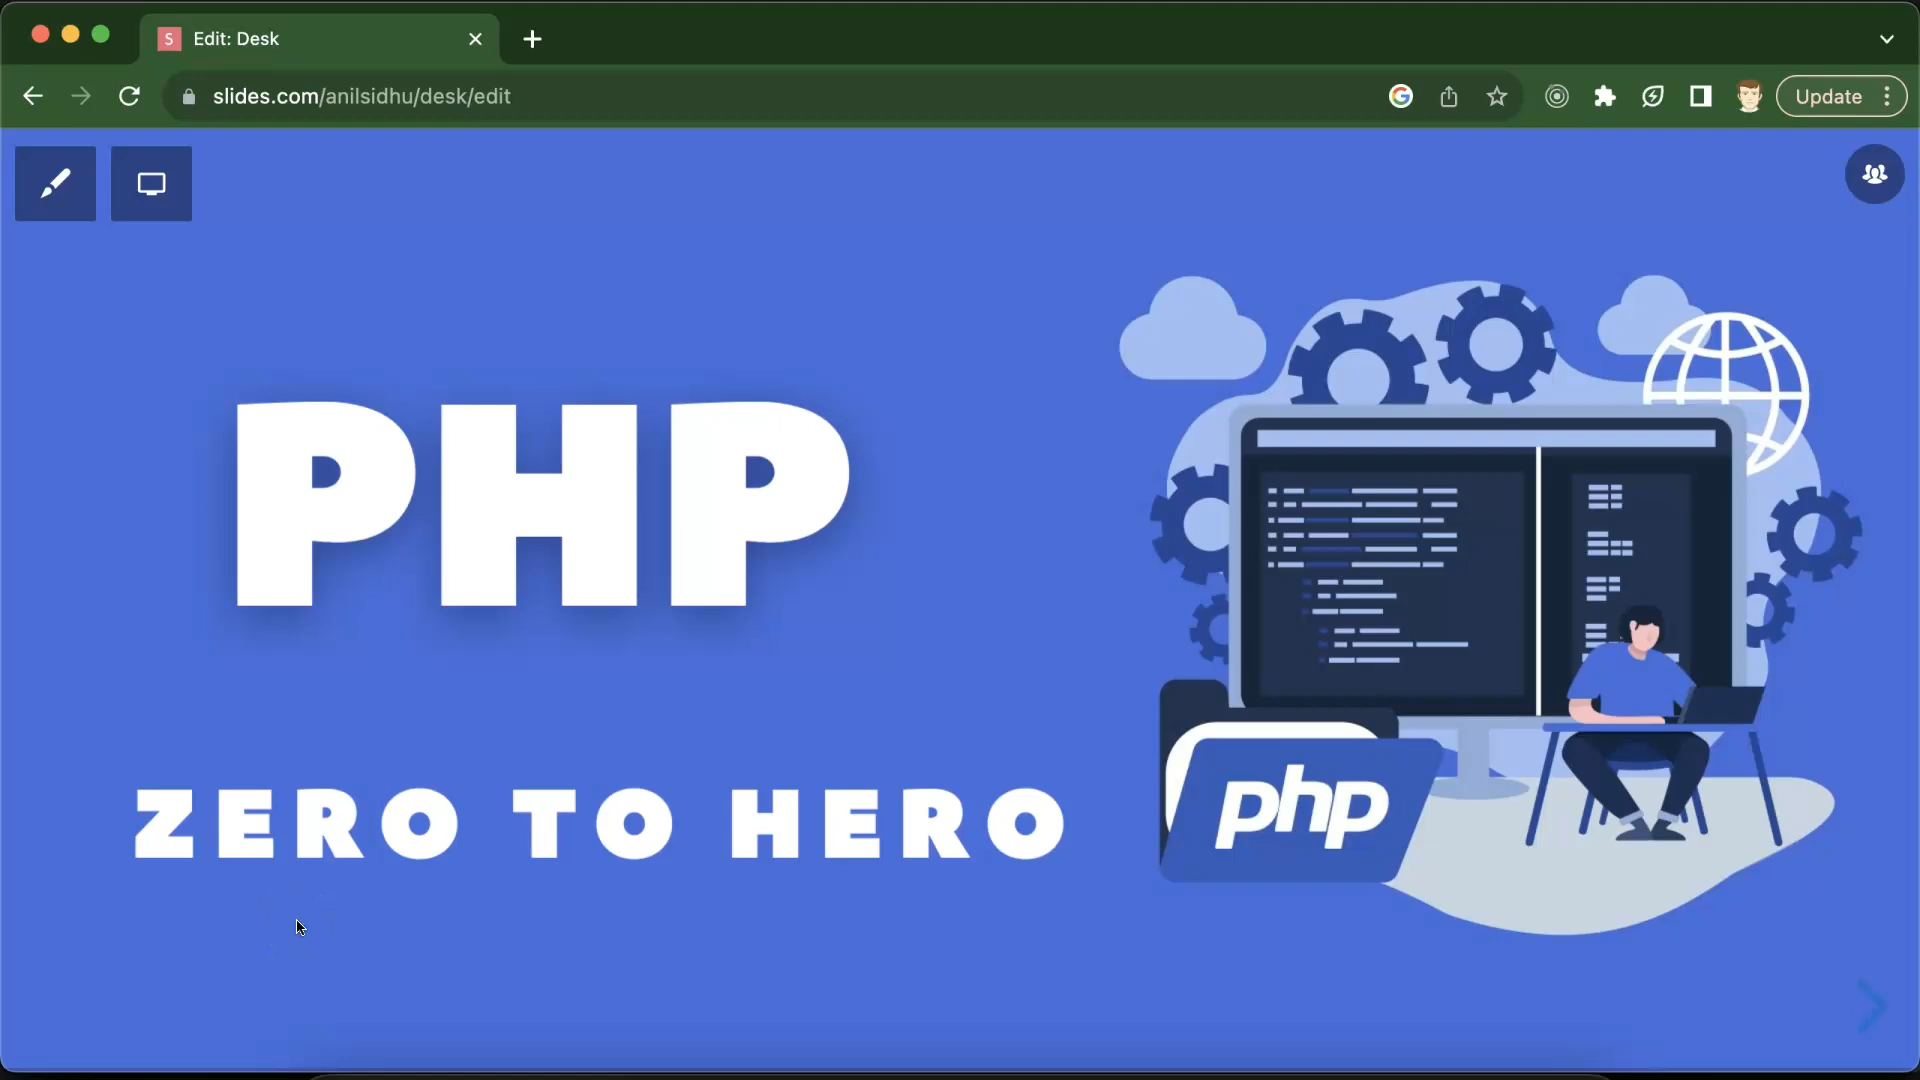 S Edit: Desk
slides.com/anilsidhu/desk/edit
Update
PHP
ZERO TO HERO
php